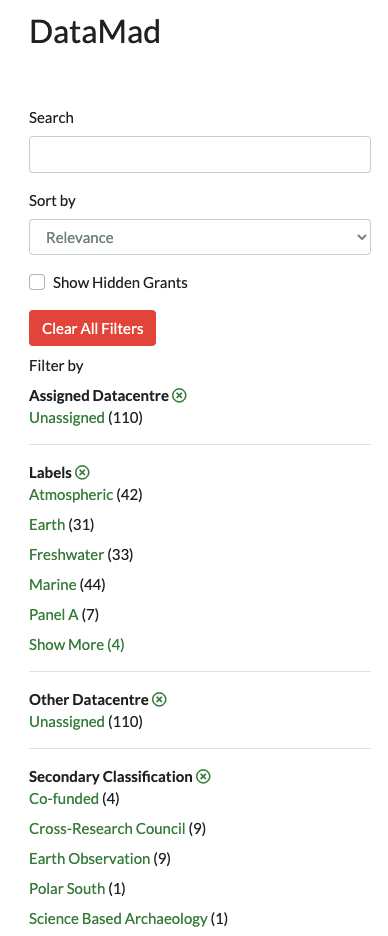 DataMad
Search
Sort by
Relevance
Show Hidden Grants
Clear All Filters
Filter by
Assigned Datacentre
Unassigned (110)
Labels
Atmospheric (42)
Earth (31)
Freshwater (33)
Marine (44)
Panel A (7)
Show More (4)
Other Datacentre
Unassigned (110)
Secondary Classification
Co-funded (4)
Cross-Research Council (9)
Earth Observation (9)
Polar South (1)
Science Based Archaeology (1)